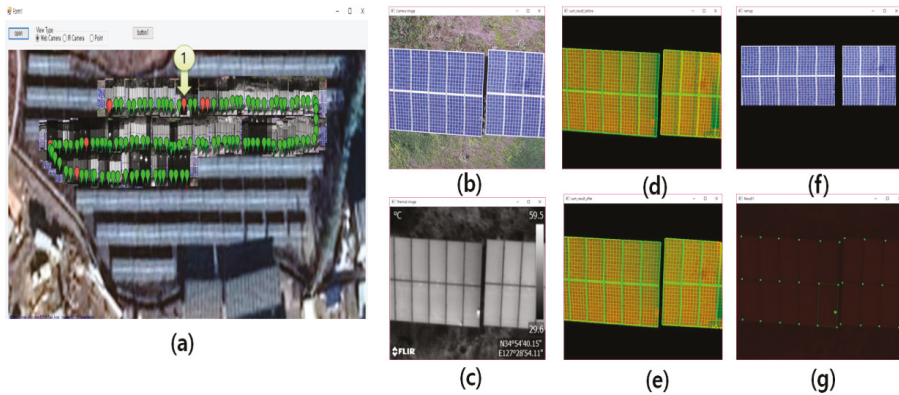 Form1
open
View Type
Web Camera IR Camera Point
button1
1
(a)
Camera Image
(b)
thermal image
°C
59.5
29.6
FLIR
N34°54'40.15"
E127°28'54.11"
(c)
(d)
(e)
remap
(f)
(g)